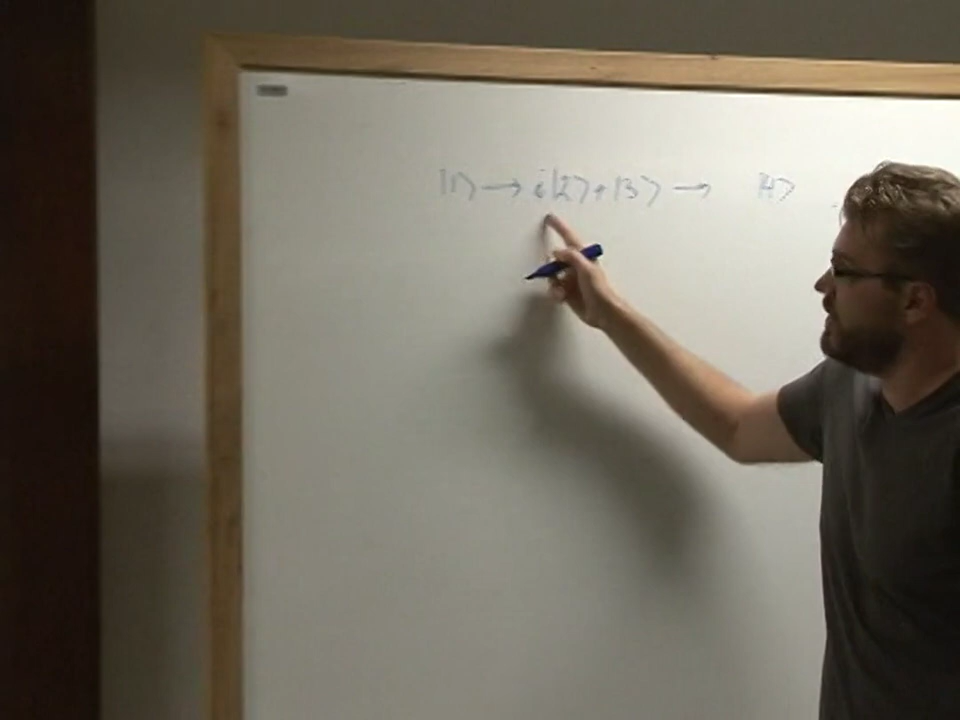 |1> → i|2> + |3> → |4>